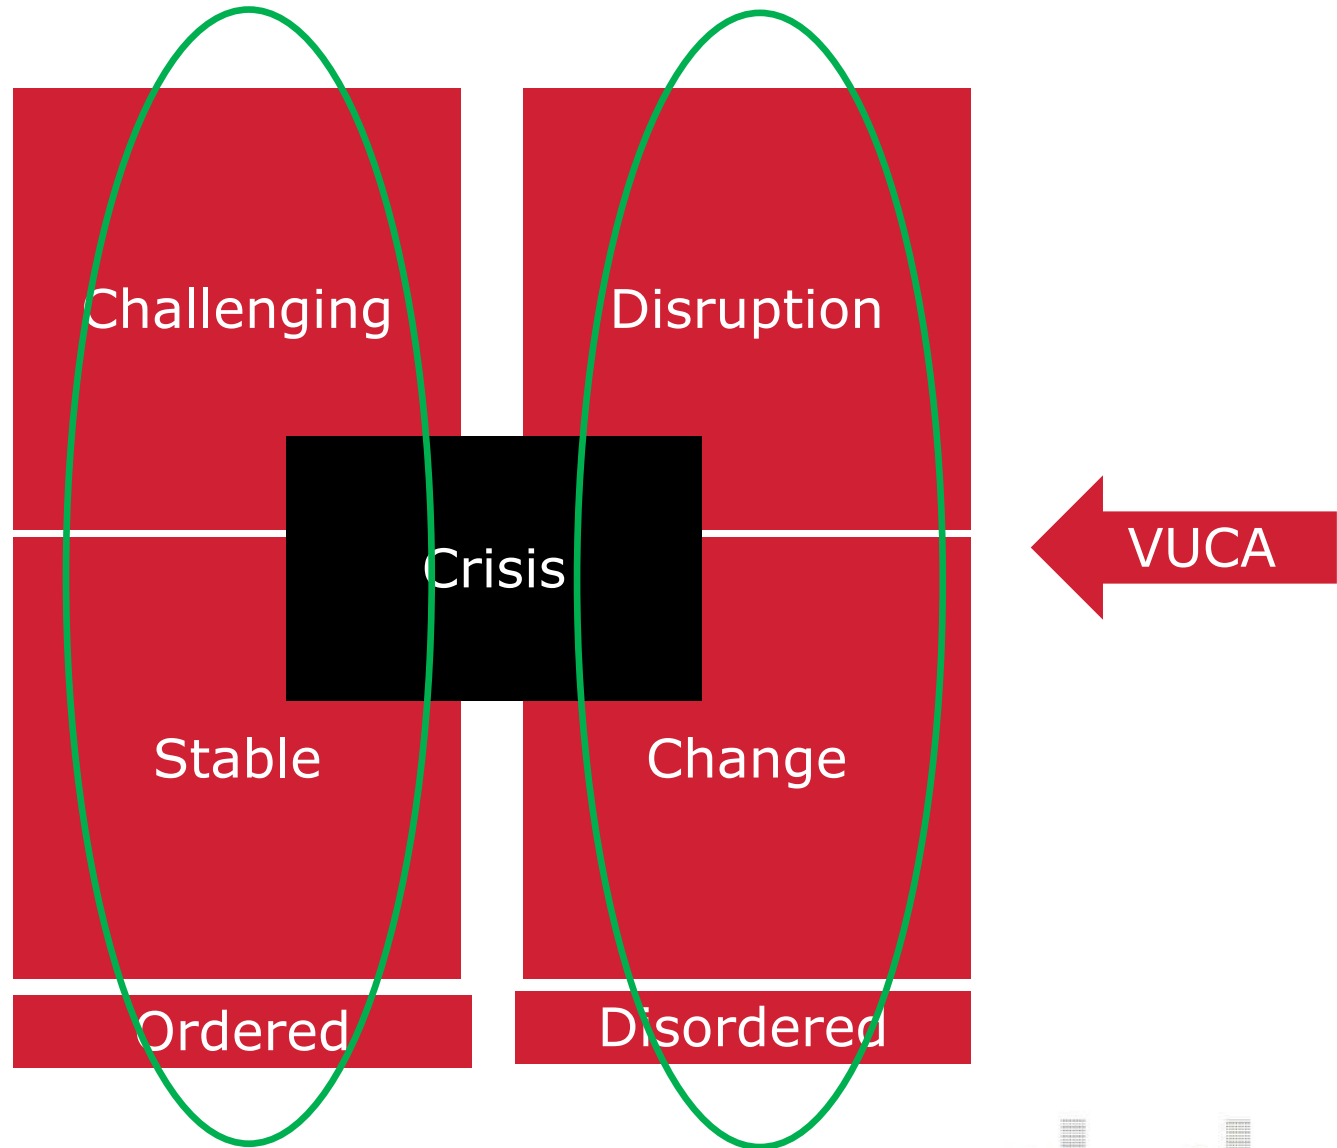 Challenging
Disruption
Crisis
VUCA
Stable
Change
Ordered
Disordered